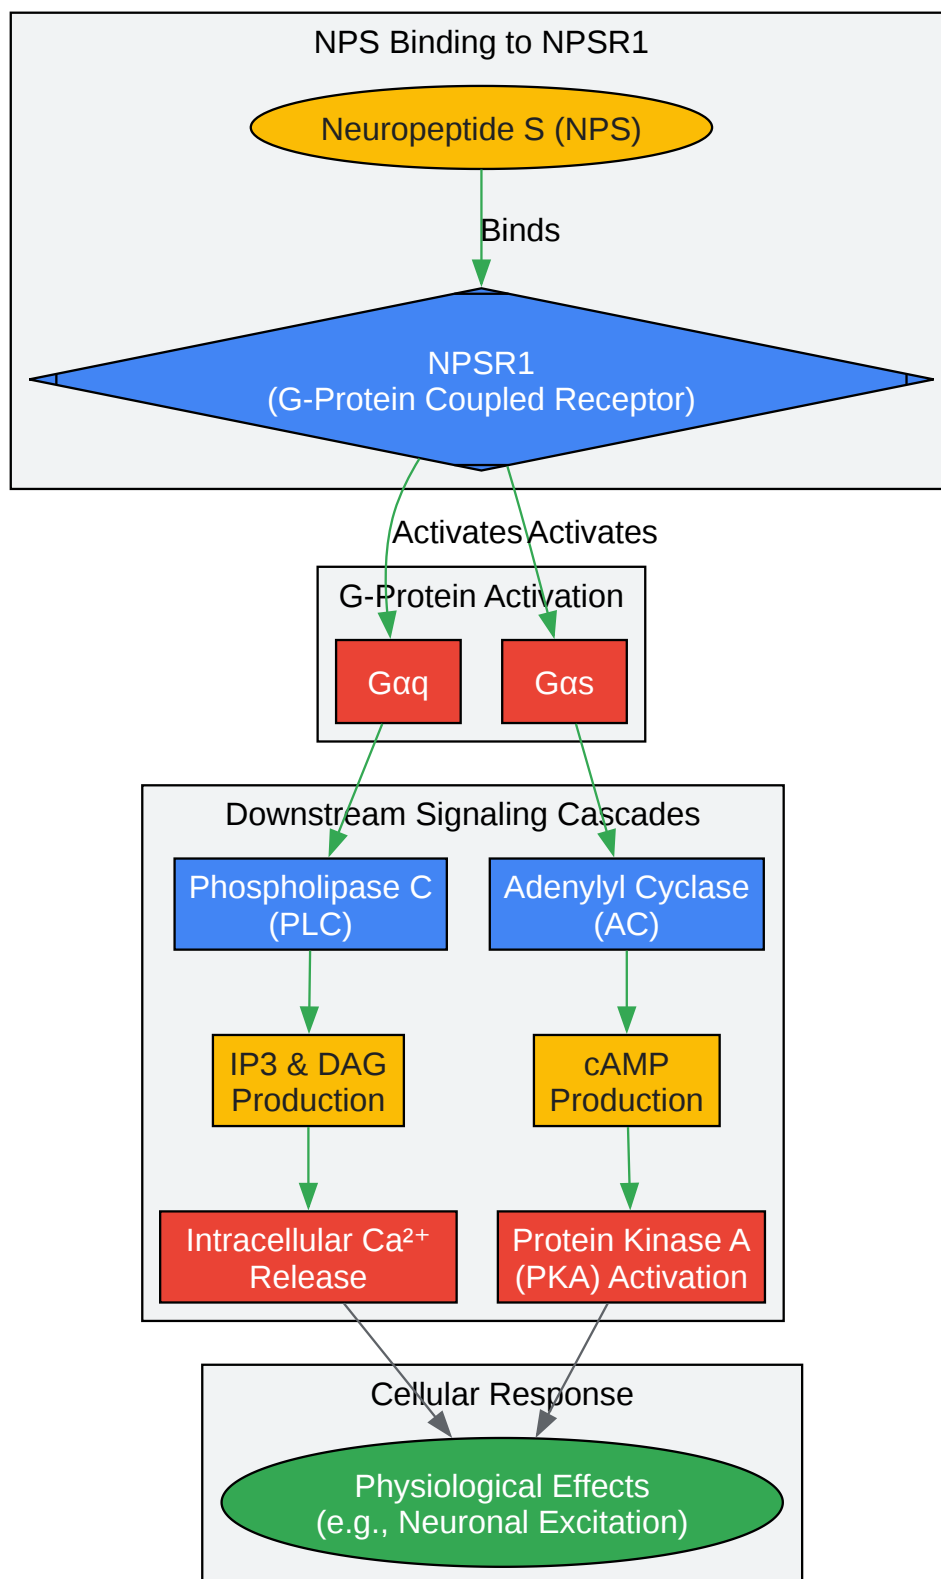 NPS Binding to NPSR1
Neuropeptide S (NPS)
Binds
NPSR1
(G-Protein Coupled Receptor)
Activates
Activates
G-Protein Activation
Gαq
Gαs
Downstream Signaling Cascades
Phospholipase C
(PLC)
Adenylyl Cyclase
(AC)
IP3 & DAG
Production
cAMP
Production
Intracellular Ca²⁺
Release
Protein Kinase A
(PKA) Activation
Cellular Response
Physiological Effects
(e.g., Neuronal Excitation)